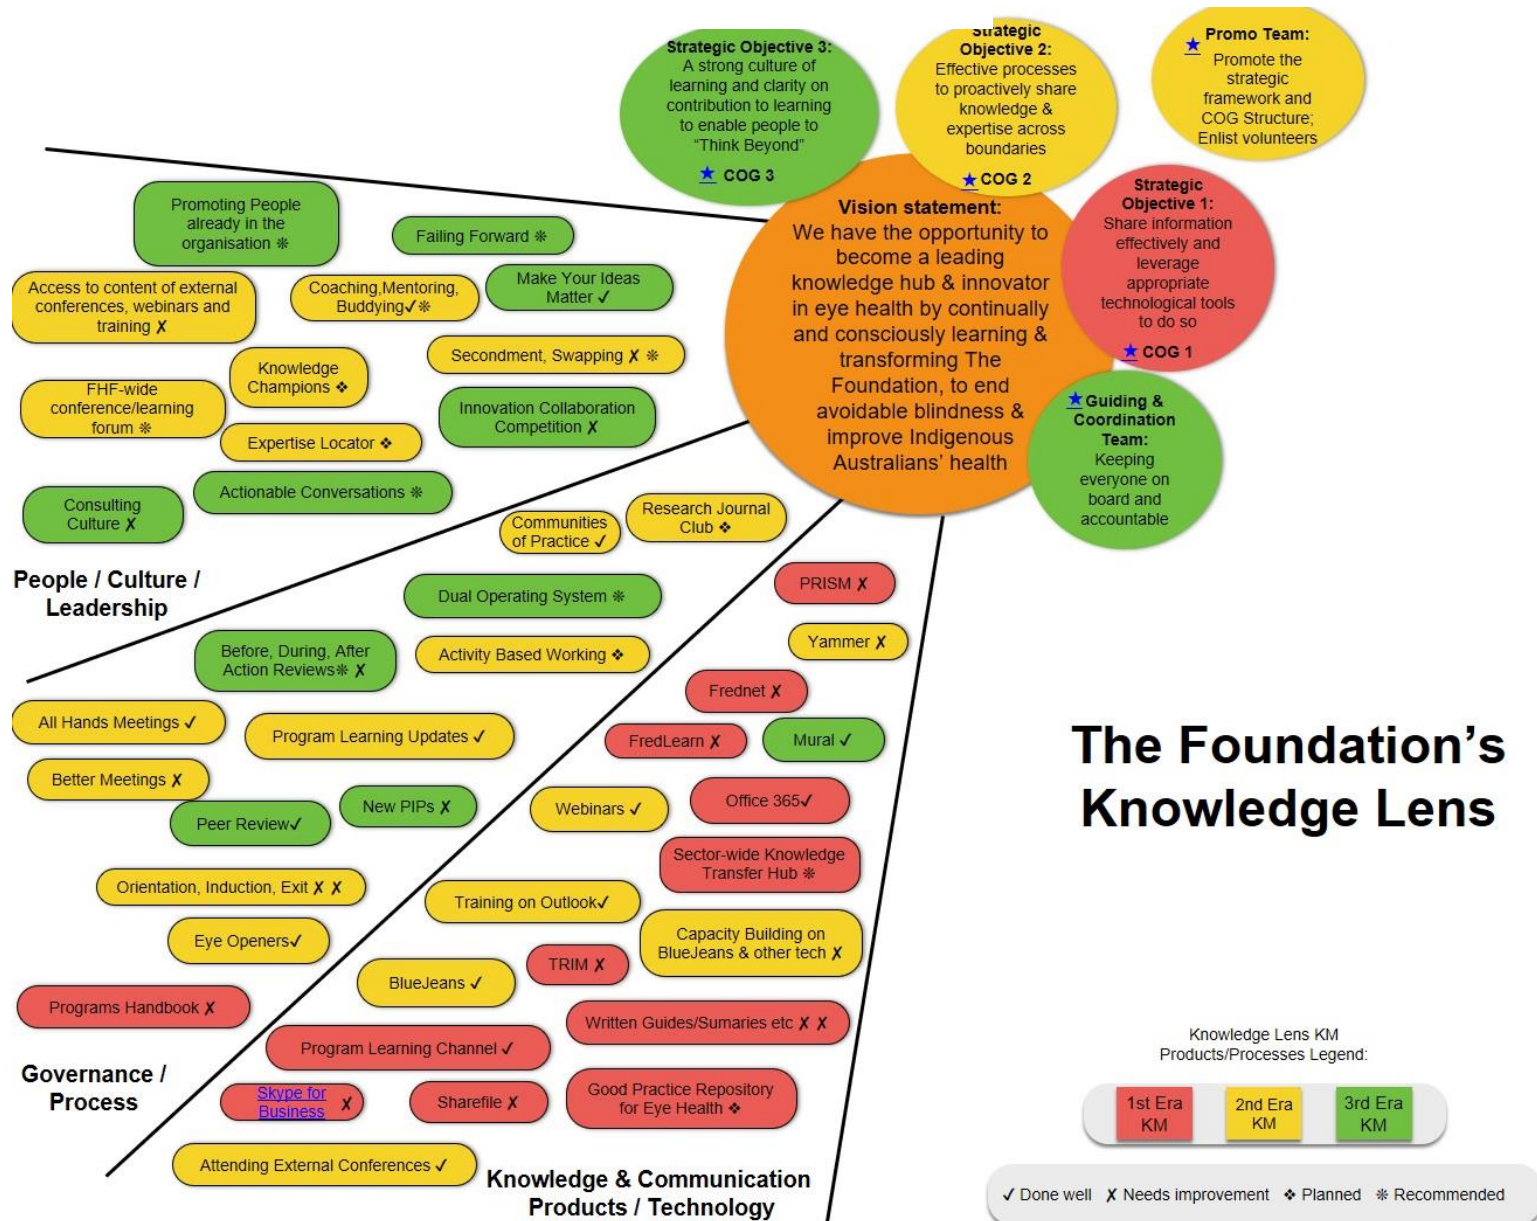 Strategic Objective 3:
A strong culture of
learning and clarity on
contribution to learning
to enable people to
“Think Beyond”
★ COG 3
Strategic
Objective 2:
Effective processes
to proactively share
knowledge &
expertise across
boundaries
★ COG 2
★ Promo Team:
Promote the
strategic
framework and
COG Structure;
Enlist volunteers
Strategic
Objective 1:
Share information
effectively and
leverage
appropriate
technological tools
to do so
★ COG 1
★ Guiding &
Coordination
Team:
Keeping
everyone on
board and
accountable
Vision statement:
We have the opportunity to
become a leading
knowledge hub & innovator
in eye health by continually
and consciously learning &
transforming The
Foundation, to end
avoidable blindness &
improve Indigenous
Australians’ health
Promoting People
already in the
organisation ❋
Failing Forward ❋
Make Your Ideas
Matter ✓
Access to content of external
conferences, webinars and
training ✗
Coaching,Mentoring,
Buddying✓❋
Secondment, Swapping ✗ ❋
Knowledge
Champions ❖
FHF-wide
conference/learning
forum ❋
Innovation Collaboration
Competition ✗
Expertise Locator ❖
Actionable Conversations ❋
Consulting
Culture ✗
People / Culture /
Leadership
Communities
of Practice ✓
Research Journal
Club ❖
Dual Operating System ❋
Before, During, After
Action Reviews❋ ✗
Activity Based Working ❖
All Hands Meetings ✓
Program Learning Updates ✓
Better Meetings ✗
Peer Review✓
New PIPs ✗
Orientation, Induction, Exit ✗ ✗
Eye Openers✓
Programs Handbook ✗
Governance /
Process
PRISM ✗
Yammer ✗
Frednet ✗
FredLearn ✗
Mural ✓
Webinars ✓
Office 365✓
Sector-wide Knowledge
Transfer Hub ❋
Training on Outlook✓
Capacity Building on
BlueJeans & other tech ✗
TRIM ✗
BlueJeans ✓
Written Guides/Sumaries etc ✗ ✗
Program Learning Channel ✓
Skype for
Business ✗
Sharefile ✗
Good Practice Repository
for Eye Health ❖
Attending External Conferences ✓
Knowledge & Communication
Products / Technology
The Foundation’s
Knowledge Lens
Knowledge Lens KM
Products/Processes Legend:
1st Era
KM
2nd Era
KM
3rd Era
KM
✓ Done well ✗ Needs improvement ❖ Planned ❋ Recommended